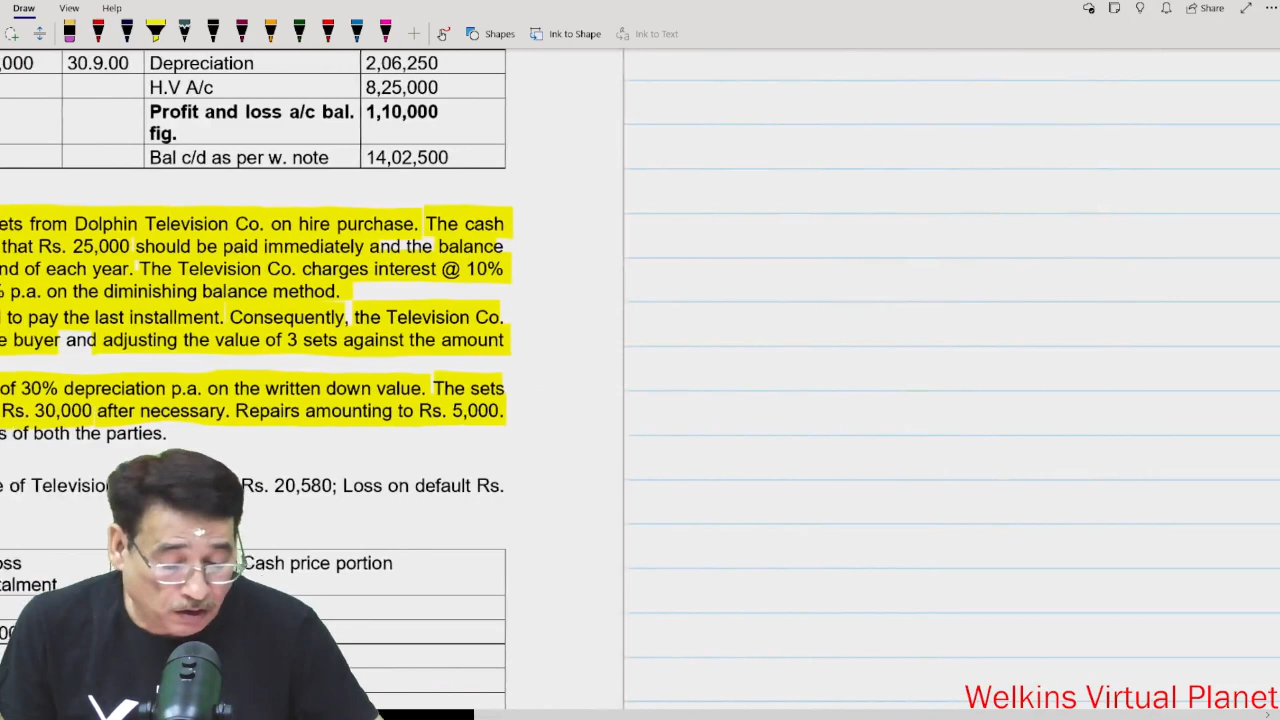 Draw View Help
Shapes Ink to Shape Ink to Text Share
,000 30.9.00 Depreciation 2,06,250
H.V A/c 8,25,000
Profit and loss a/c bal. 1,10,000
fig.
Bal c/d as per w. note 14,02,500
ets from Dolphin Television Co. on hire purchase. The cash
that Rs. 25,000 should be paid immediately and the balance
nd of each year. The Television Co. charges interest @ 10%
% p.a. on the diminishing balance method.
d to pay the last installment. Consequently, the Television Co.
e buyer and adjusting the value of 3 sets against the amount
of 30% depreciation p.a. on the written down value. The sets
Rs. 30,000 after necessary. Repairs amounting to Rs. 5,000.
s of both the parties.
e of Televisio Rs. 20,580; Loss on default Rs.
oss Cash price portion
talment
Welkins Virtual Planet